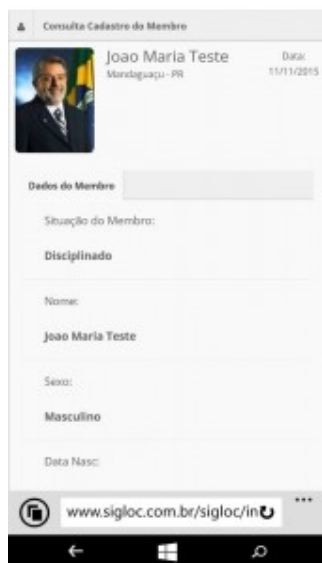 Consulta Cadastro do Membro
Joao Maria Teste
Mandaguaçu - PR
Data:
11/11/2015
Dados do Membro
Situação do Membro:
Disciplinado
Nome:
Joao Maria Teste
Sexo:
Masculino
Data Nasc:
www.sigloc.com.br/sigloc/in